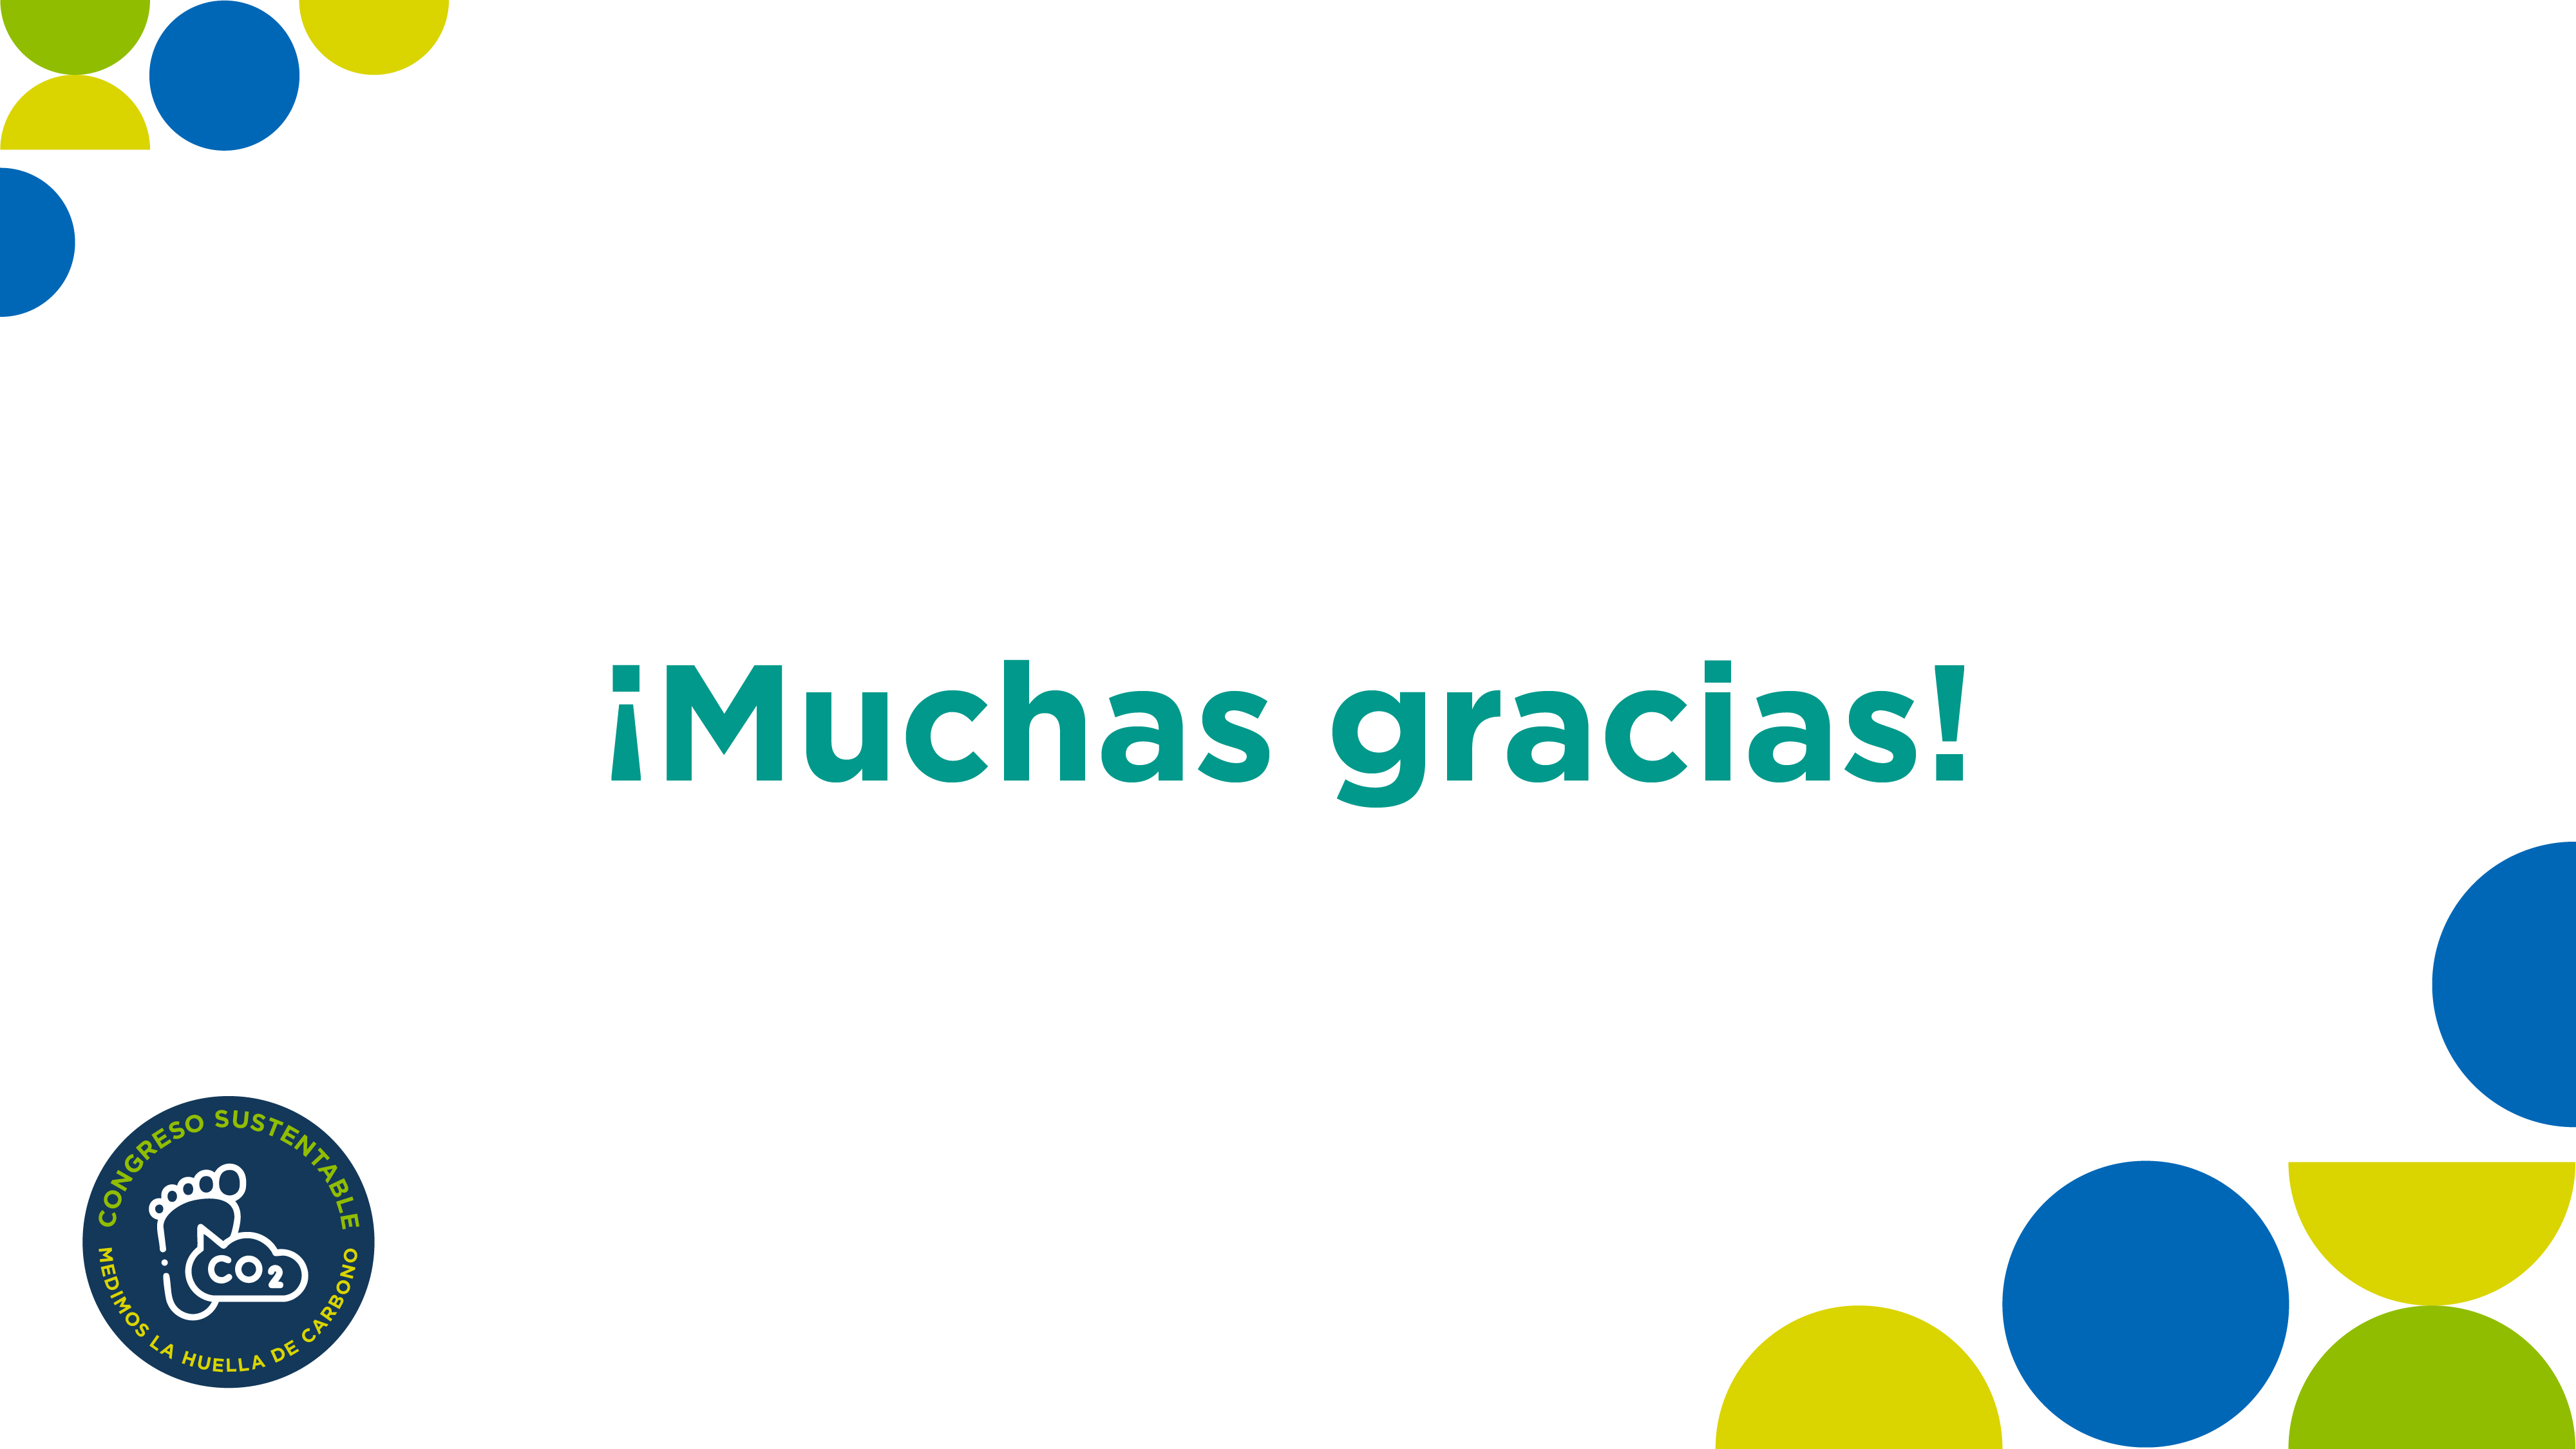 ¡Muchas gracias!
CONGRESO SUSTENTABLE
CO2
MEDIMOS LA HUELLA DE CARBONO